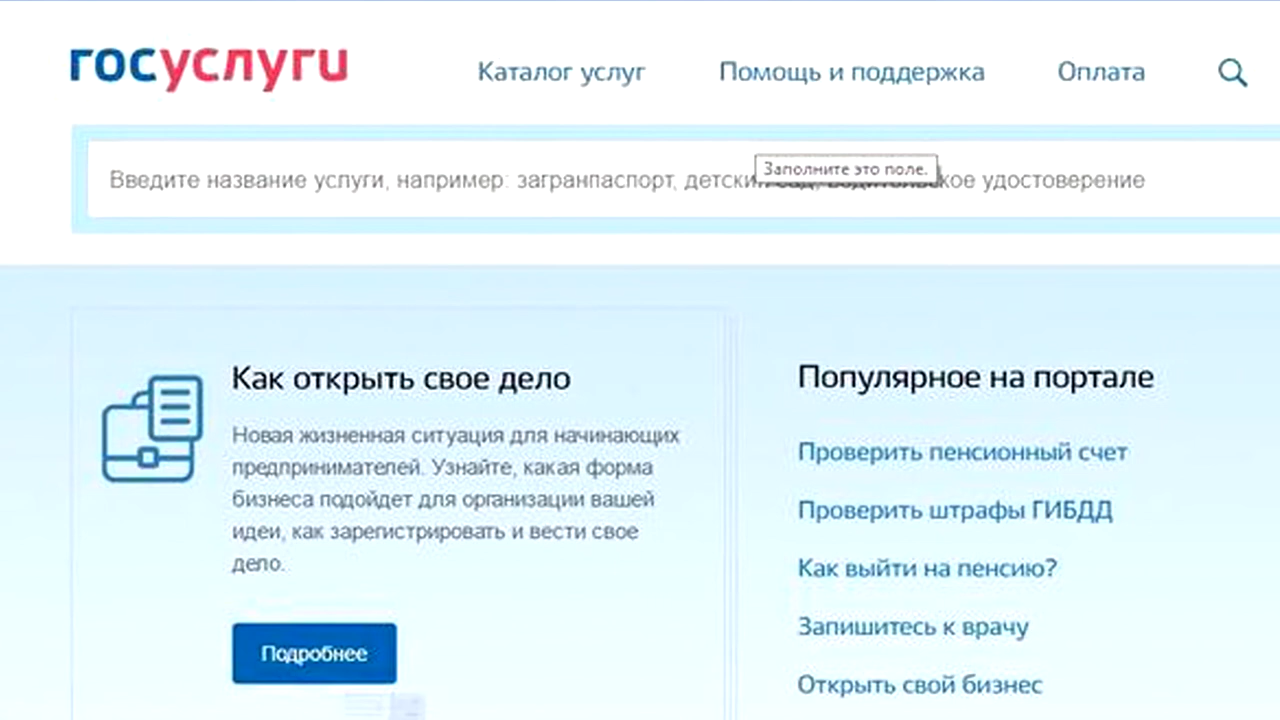 госуслуги
Каталог услуг
Помощь и поддержка
Оплата
Заполните это поле.
Введите название услуги, например: загранпаспорт, удостоверение
Как открыть свое дело
Новая жизненная ситуация для начинающих
предпринимателей. Узнайте, какая форма
бизнеса подойдет для организации вашей
идеи, как зарегистрировать и вести свое
дело.
Подробнее
Популярное на портале
Проверить пенсионный счет
Проверить штрафы ГИБДД
Как выйти на пенсию?
Запишитесь к врачу
Открыть свой бизнес